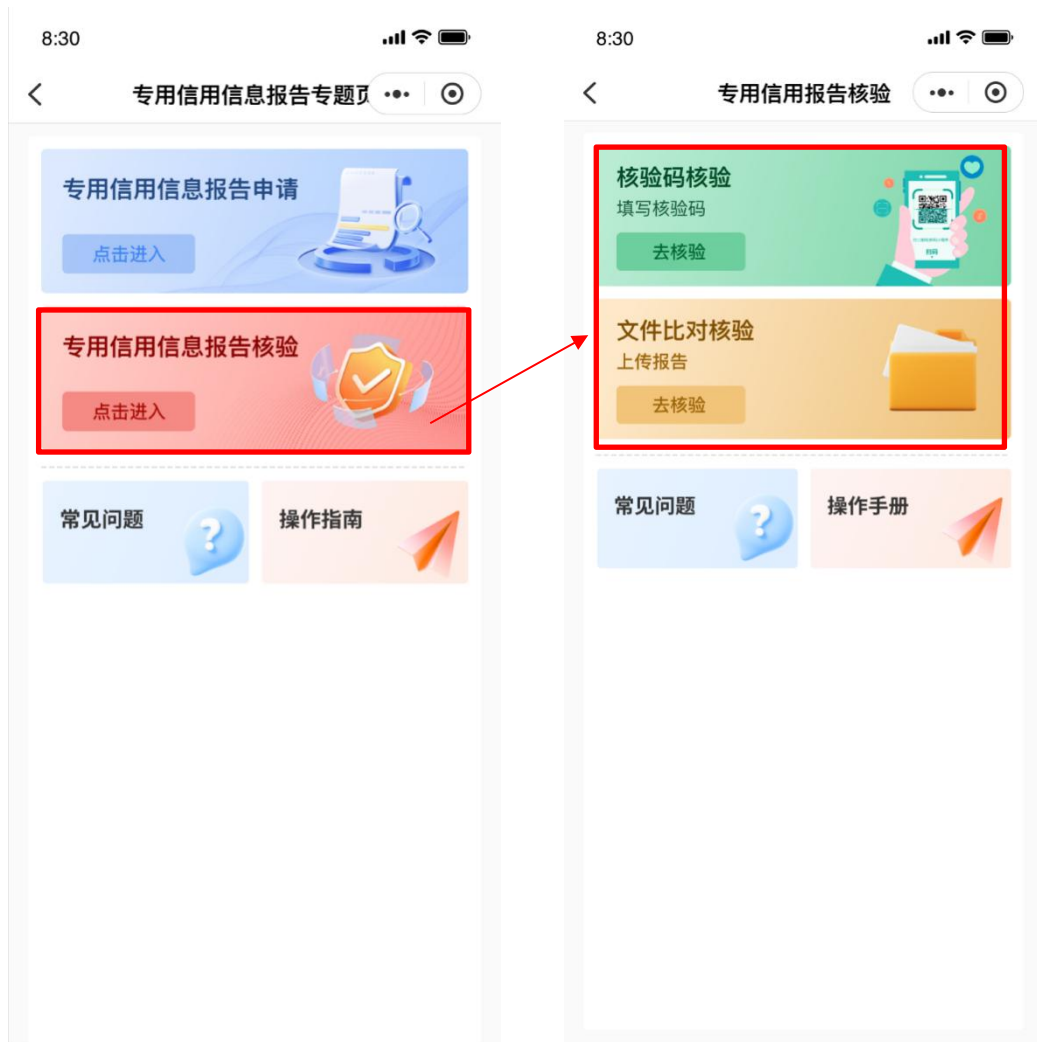 8:30
专用信用信息报告专题页
专用信用信息报告申请
点击进入
专用信用信息报告核验
点击进入
常见问题
操作指南
8:30
专用信用报告核验
核验码核验
填写核验码
去核验
文件比对核验
上传报告
去核验
常见问题
操作手册